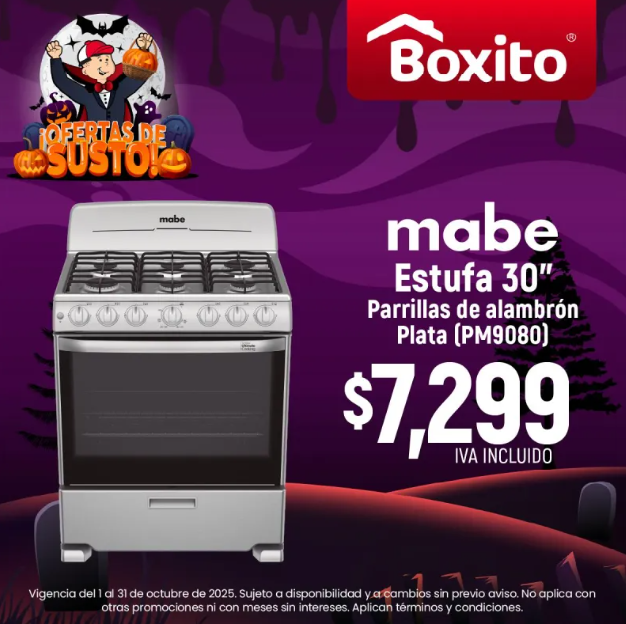 ¡OFERTAS DE
SUSTO!
Boxito®
mabe
mabe
Estufa 30"
Parrillas de alambrón
Plata (PM9080)
$7,299
IVA INCLUIDO
Vigencia del 1 al 31 de octubre de 2025. Sujeto a disponibilidad y a cambios sin previo aviso. No aplica con
otras promociones ni con meses sin intereses. Aplican términos y condiciones.